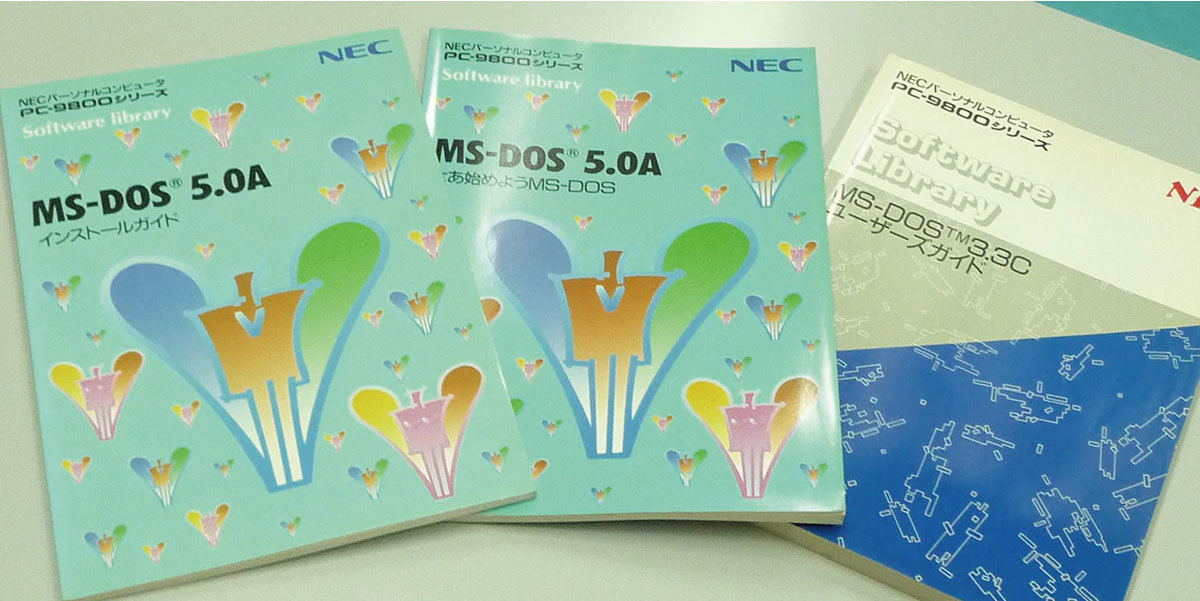 NEC
NECパーソナルコンピュータ
PC-9800シリーズ
Software library
MS-DOS® 5.0A
インストールガイド
NEC
NECパーソナルコンピュータ
PC-9800シリーズ
Software library
MS-DOS® 5.0A
さあ始めようMS-DOS
NECパーソナルコンピュータ
PC-9800シリーズ
Software
Library
NE
MS-DOS™3.3C
ユーザーズガイド